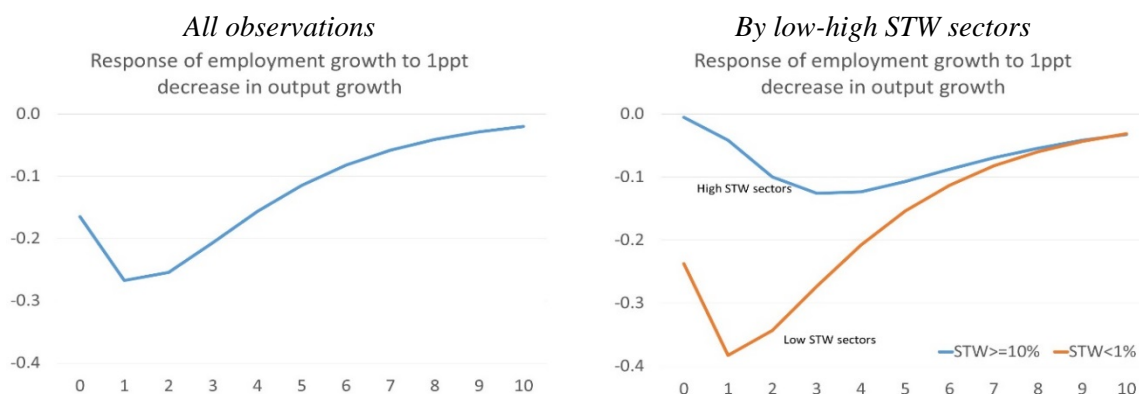 All observations
Response of employment growth to 1ppt
decrease in output growth
0.0
-0.1
-0.2
-0.3
-0.4
0 1 2 3 4 5 6 7 8 9 10
By low-high STW sectors
Response of employment growth to 1ppt
decrease in output growth
0.0
-0.1
High STW sectors
-0.2
-0.3
Low STW sectors
STW>=10% STW<1%
-0.4
0 1 2 3 4 5 6 7 8 9 10